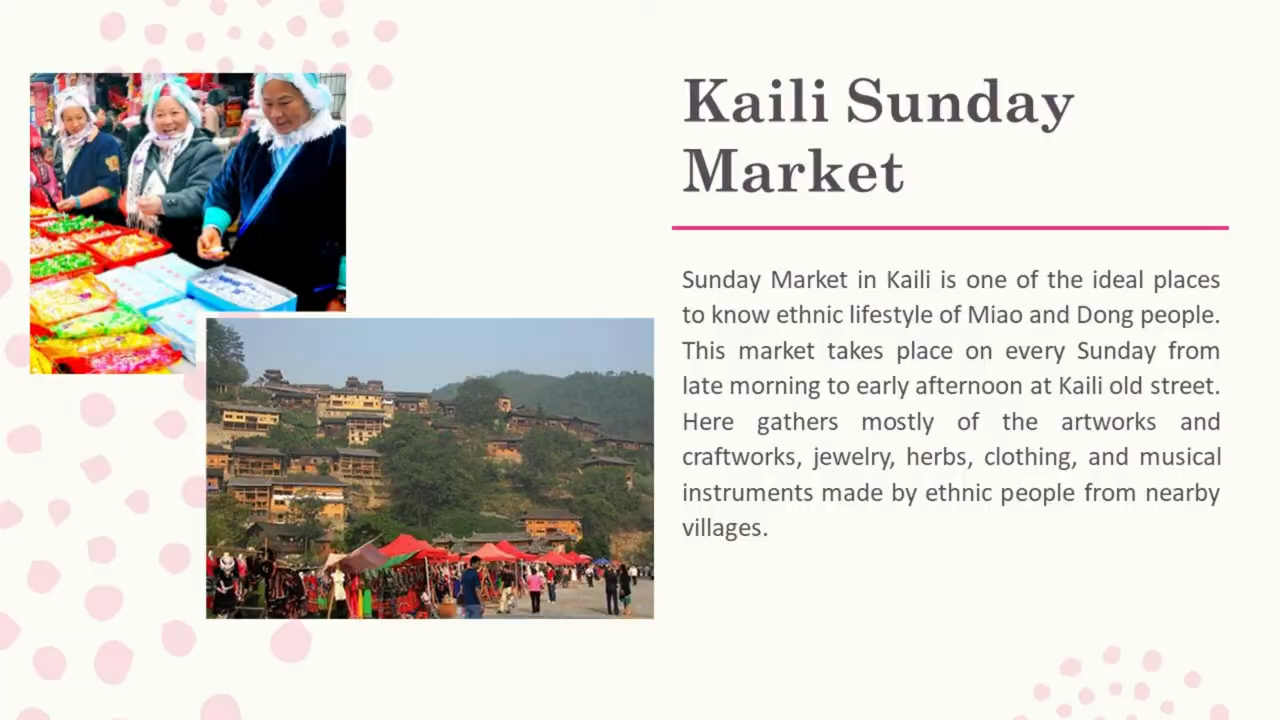 Kaili Sunday
Market
Sunday Market in Kaili is one of the ideal places
to know ethnic lifestyle of Miao and Dong people.
This market takes place on every Sunday from
late morning to early afternoon at Kaili old street.
Here gathers mostly of the artworks and
craftworks, jewelry, herbs, clothing, and musical
instruments made by ethnic people from nearby
villages.